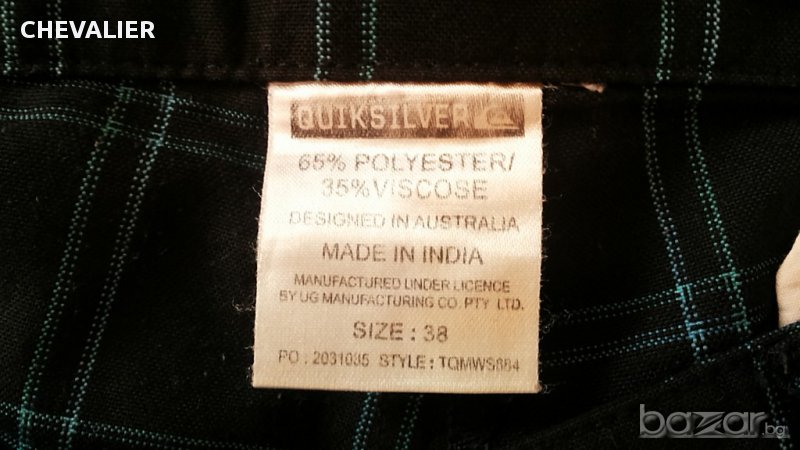 CHEVALIER
QUIKSILVER
65% POLYESTER/
35% VISCOSE
DESIGNED IN AUSTRALIA
MADE IN INDIA
MANUFACTURED UNDER LICENCE
BY UG MANUFACTURING CO. PTY LTD.
SIZE : 38
PO : 2031035 STYLE : TQMWS884
bazar.bg